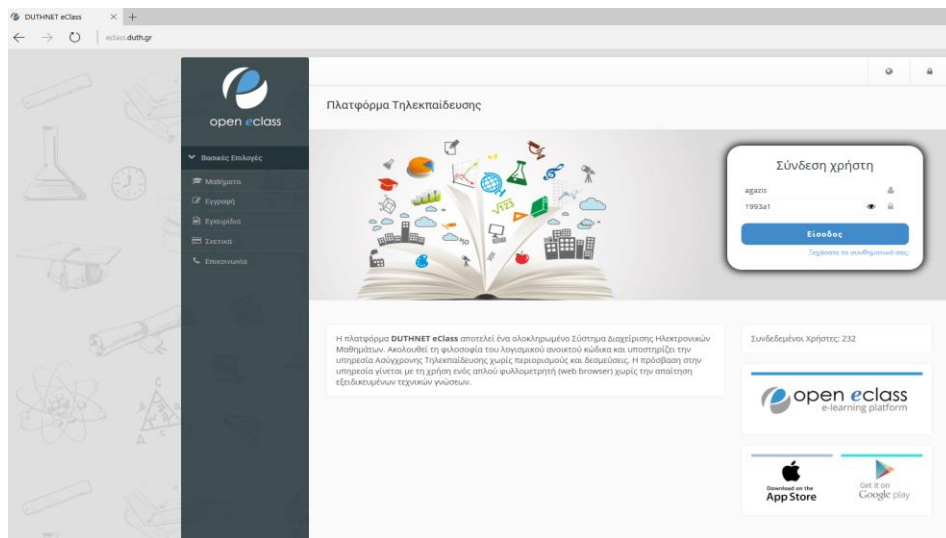 DUTHNET eClass
eclass.duth.gr
open eclass
Πλατφόρμα Τηλεκπαίδευσης
Βασικές Επιλογές
Μαθήματα
Εγγραφή
Εγχειρίδια
Σχετικά
Επικοινωνία
√123
H₂O
Σύνδεση χρήστη
agazis
1993a1
Είσοδος
Ξεχάσατε το συνθηματικό σας;
Η πλατφόρμα DUTHNET eClass αποτελεί ένα ολοκληρωμένο Σύστημα Διαχείρισης Ηλεκτρονικών
Μαθημάτων. Ακολουθεί τη φιλοσοφία του λογισμικού ανοικτού κώδικα και υποστηρίζει την
υπηρεσία Ασύγχρονης Τηλεκπαίδευσης χωρίς περιορισμούς και δεσμεύσεις. Η πρόσβαση στην
υπηρεσία γίνεται με τη χρήση ενός απλού φυλλομετρητή (web browser) χωρίς την απαίτηση
εξειδικευμένων τεχνικών γνώσεων.
Συνδεδεμένοι Χρήστες: 232
open eclass
e-learning platform
Download on the
App Store
Get it on
Google play